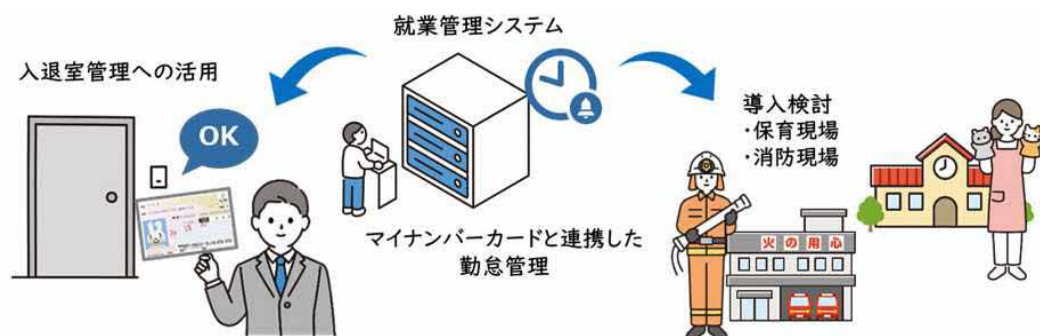 就業管理システム
入退室管理への活用
OK
導入検討
・保育現場
・消防現場
マイナンバーカードと連携した
勤怠管理
火の用心